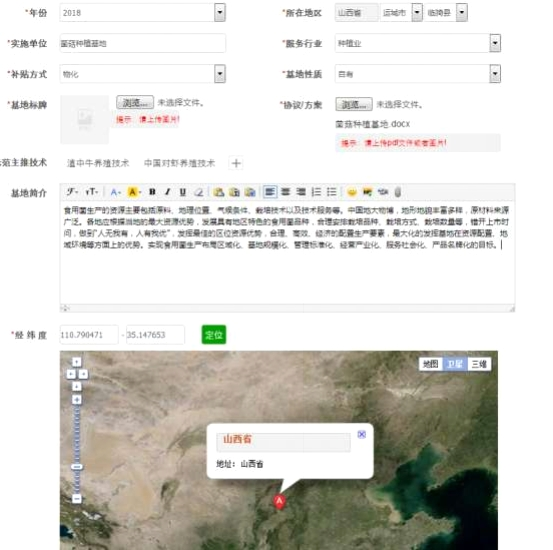 *年份 2018 *所在地区 山西省 运城市 临猗县
*实施单位 菌菇种植基地 *服务行业 种植业
*补贴方式 物化 *基地性质 自有
*基地标牌 浏览... 未选择文件。 *协议/方案 浏览... 未选择文件。
提示：请上传图片! 菌菇种植基地.docx
提示：请上传pdf文件或者图片!
示范主推技术 淡中牛养殖技术 中国对虾养殖技术 +
基地简介
食用菌生产的资源主要包括原料、地理位置、气候条件、栽培技术以及技术服务等。中国地大物博，地形地貌丰富多样，原材料来源
广泛。各地应根据当地的最大资源优势，发展具有地区特色的食用菌品种，合理安排栽培品种、栽培方式、栽培数量等，错开上市时
间，做到"人无我有，人有我优"，发挥最佳的区位资源优势，合理、高效、经济的配置生产要素，最大化的发挥基地在资源配置、地
域环境等方面上的优势。实现食用菌生产布局区域化、基地规模化、管理标准化、经营产业化、服务社会化、产品名牌化的目标。
*经 纬 度 110.790471 - 35.147653 定位
地图 卫星 三维
山西省
地址：山西省
A